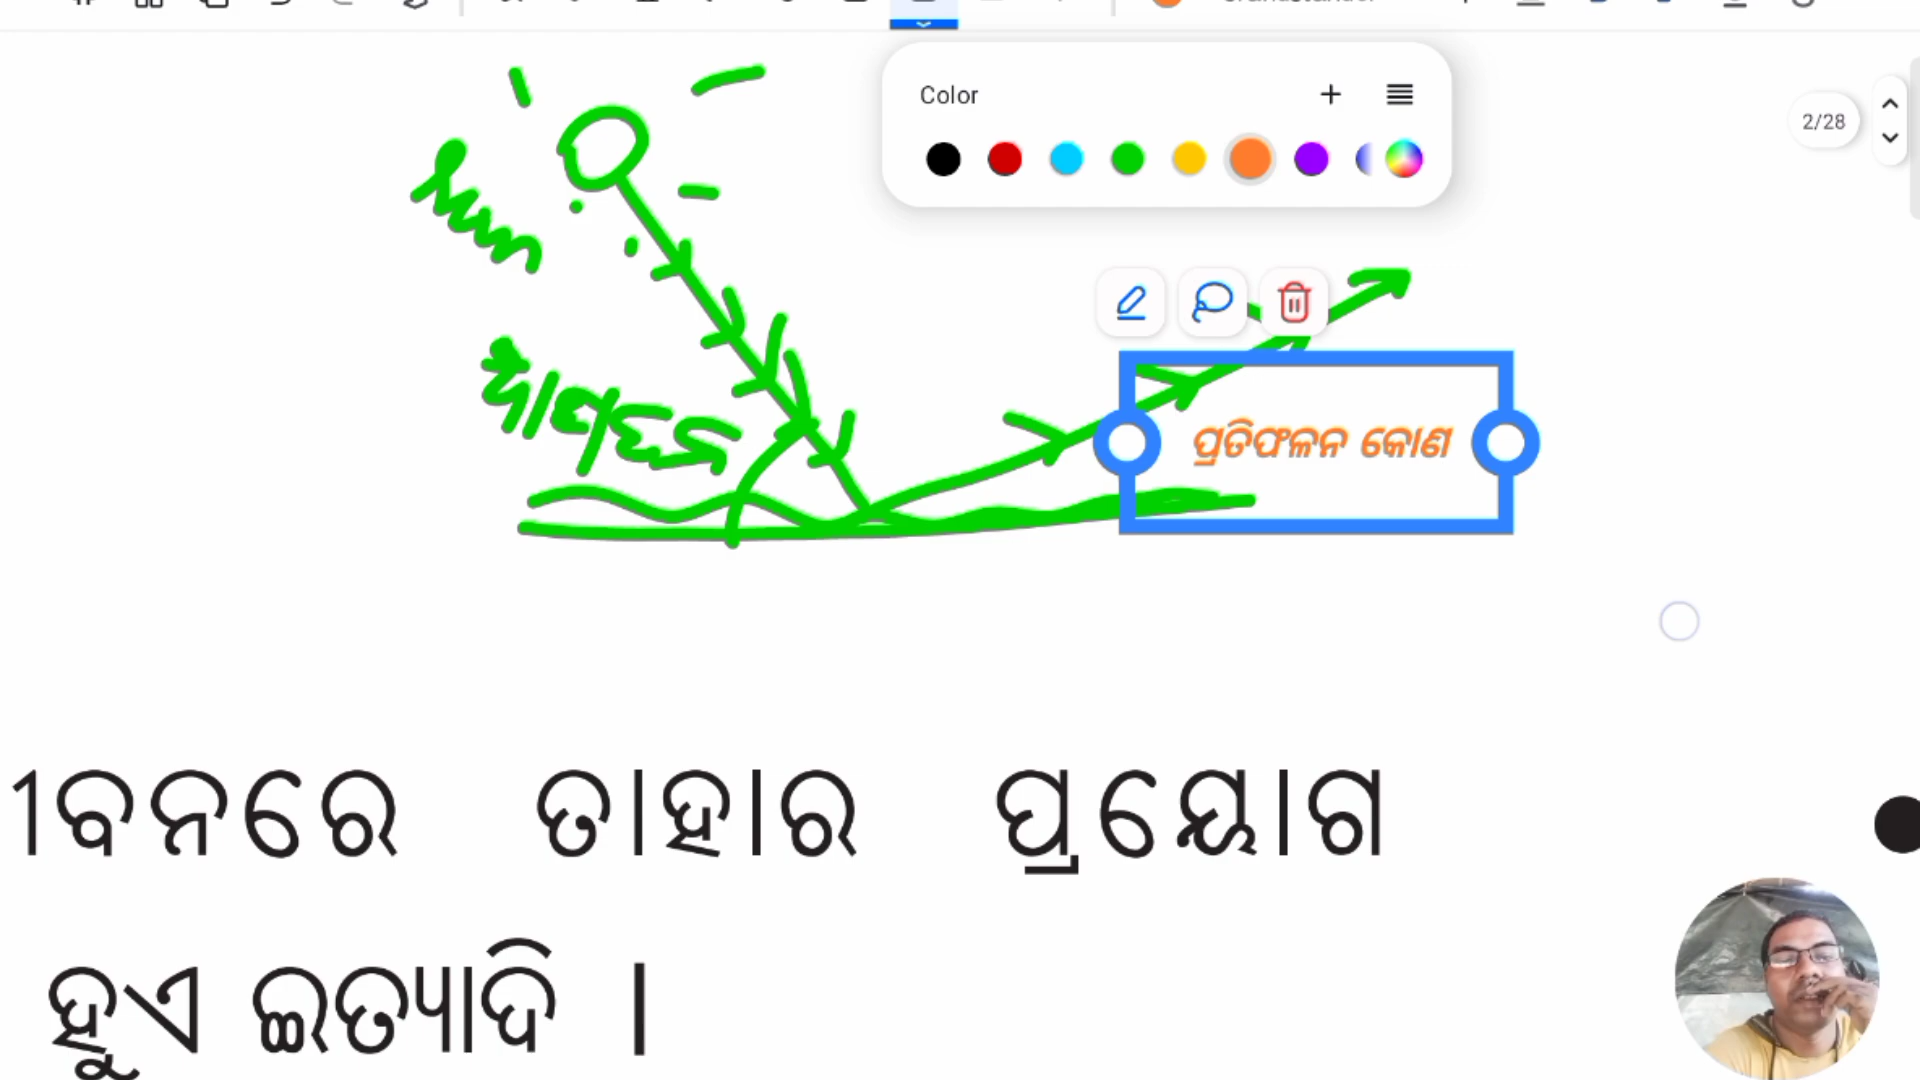 Color
2/28
ପ୍ରତିଫଳନ କୋଣ
ୀବନରେ ତାହାର ପ୍ରୟୋଗ
ହୁଏ ଇତ୍ୟାଦି |